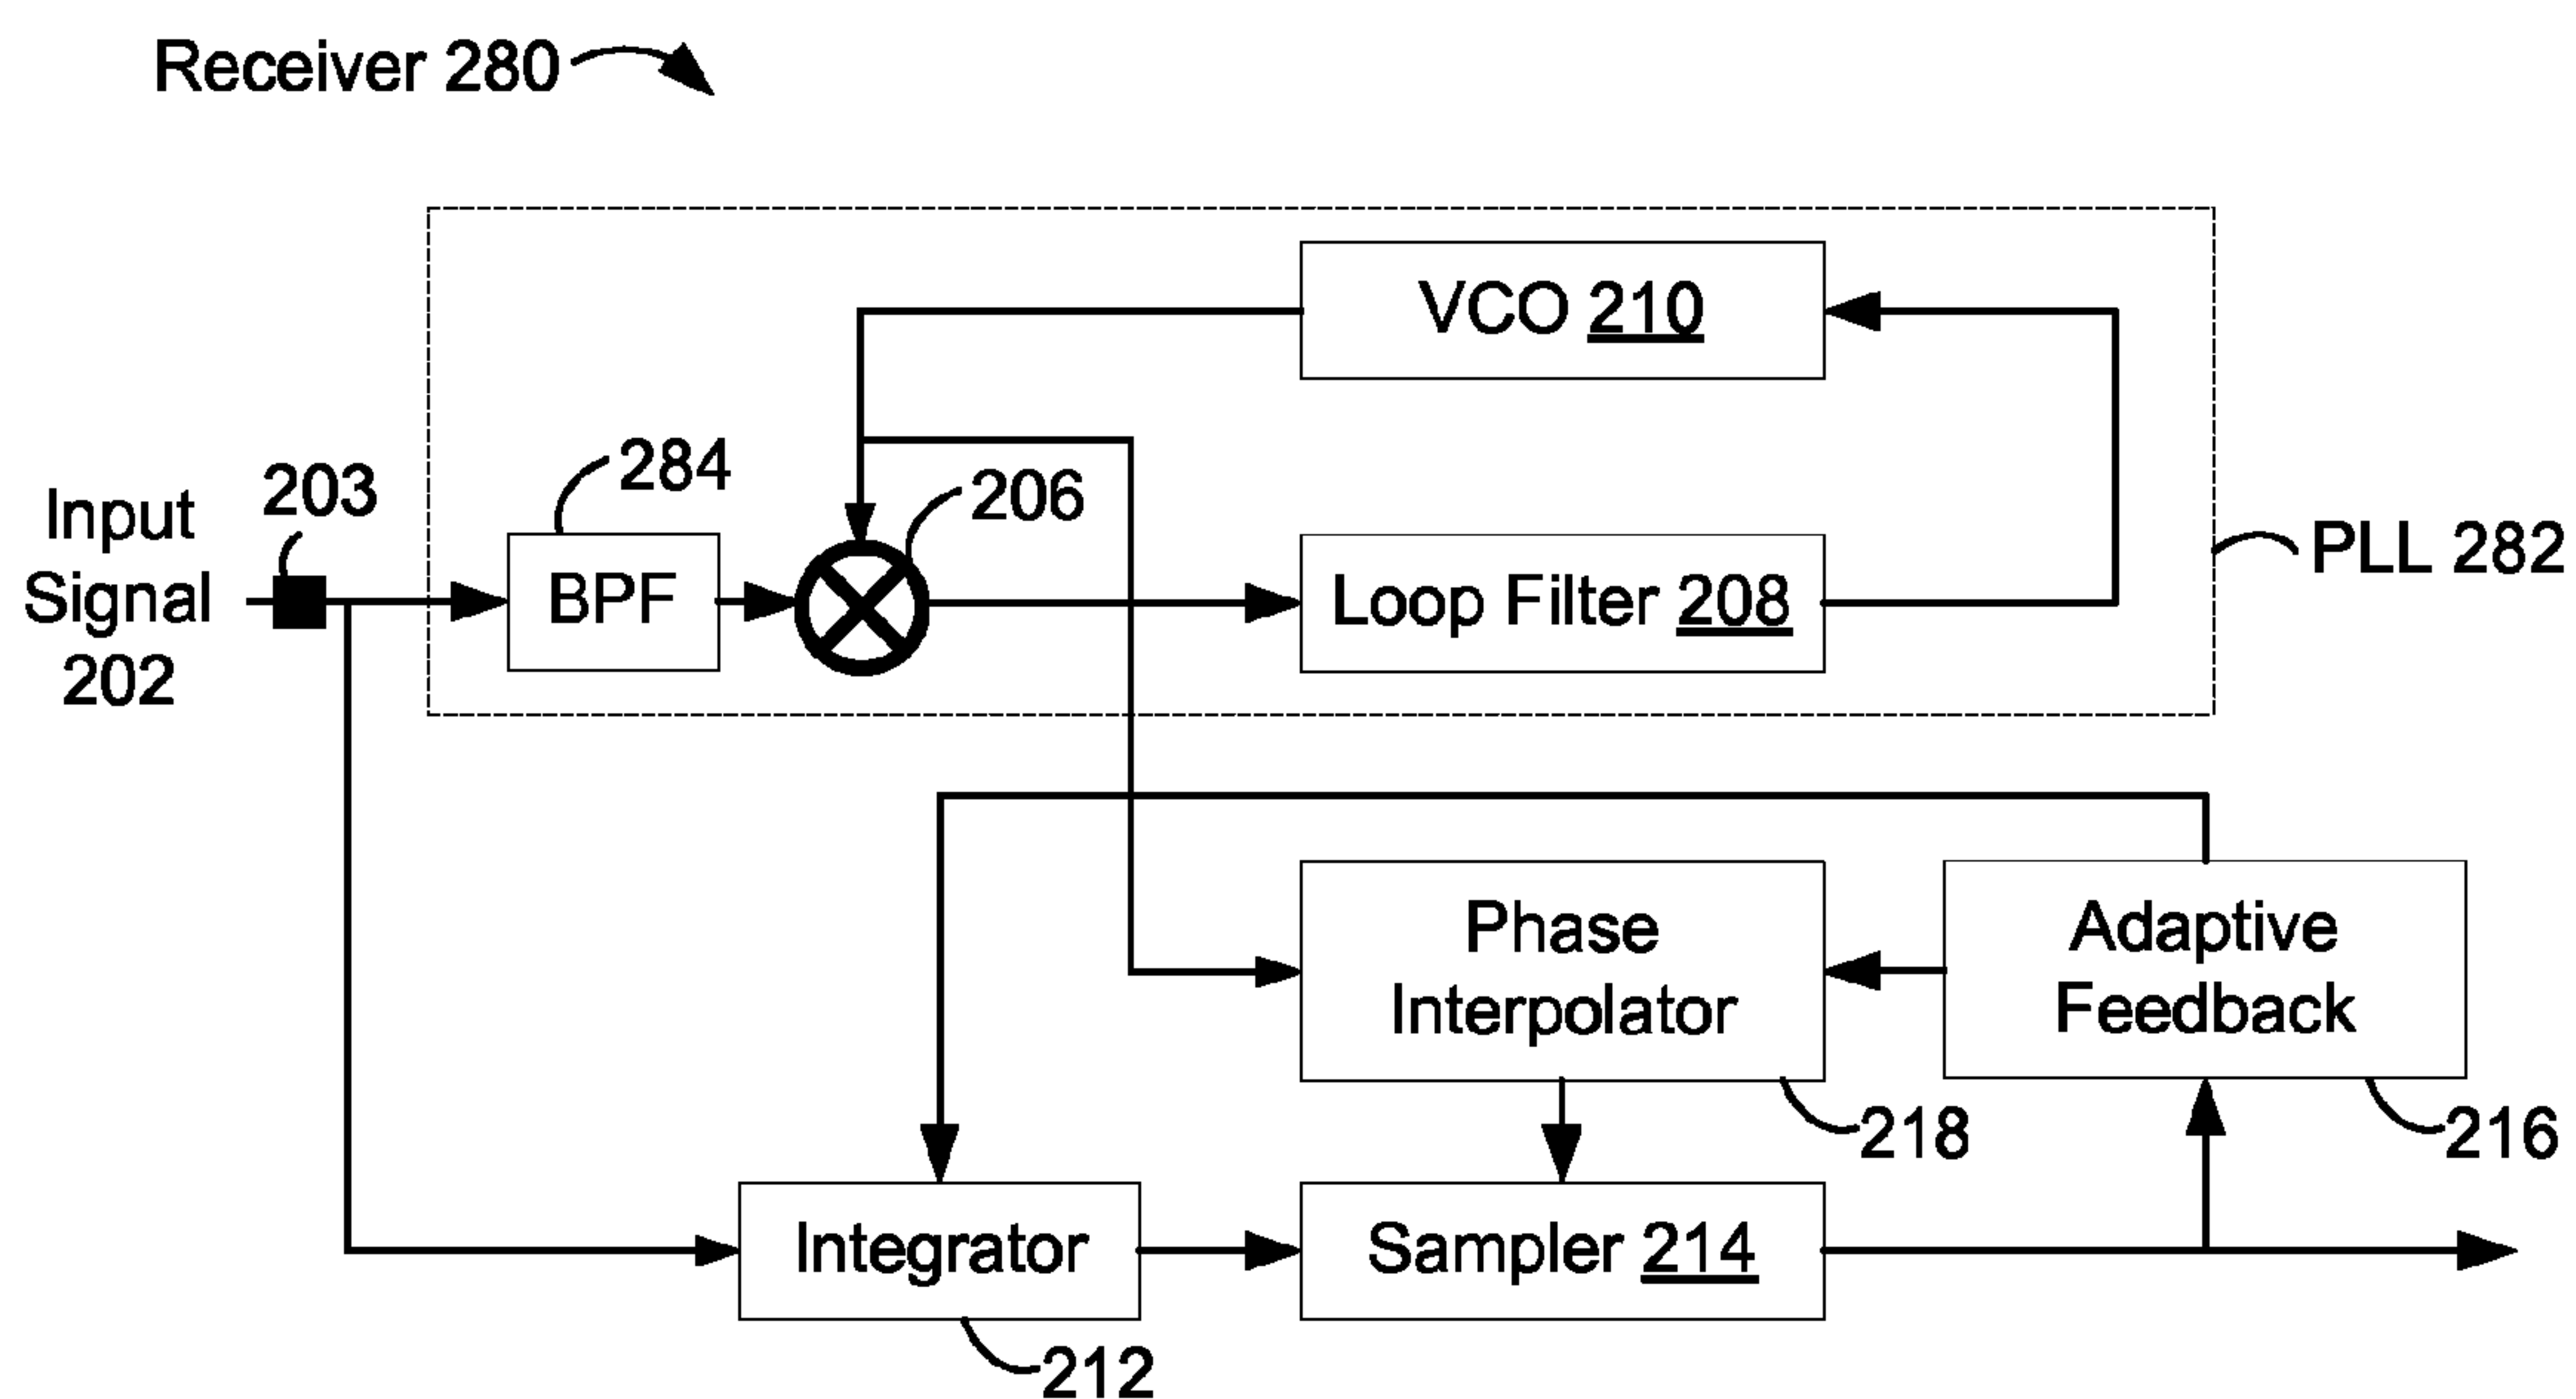 Receiver 280
VCO 210
284
206
203
Input
Signal
202
BPF
Loop Filter 208
PLL 282
Phase
Interpolator
Adaptive
Feedback
218
216
Integrator
Sampler 214
212